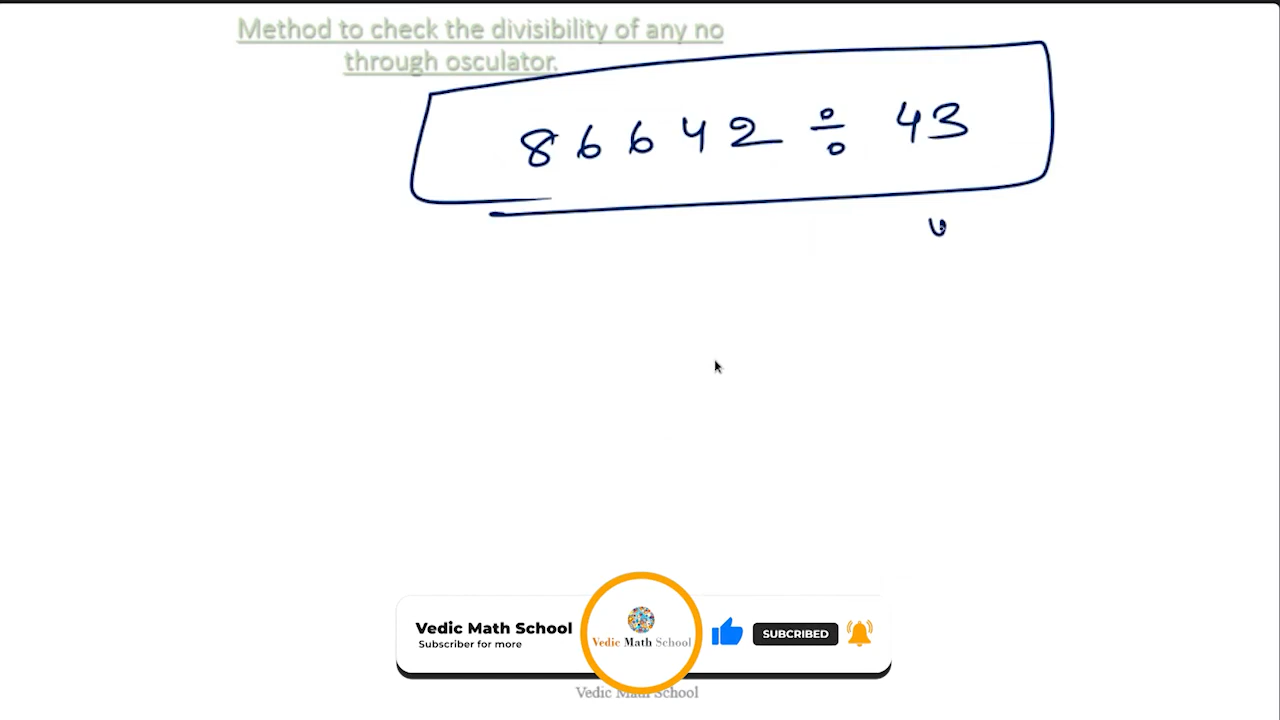 Method to check the divisibility of any no
through osculator.
86642 ÷ 43
Vedic Math School
Subscriber for more
Vedic Math School
SUBCRIBED
Vedic Math School